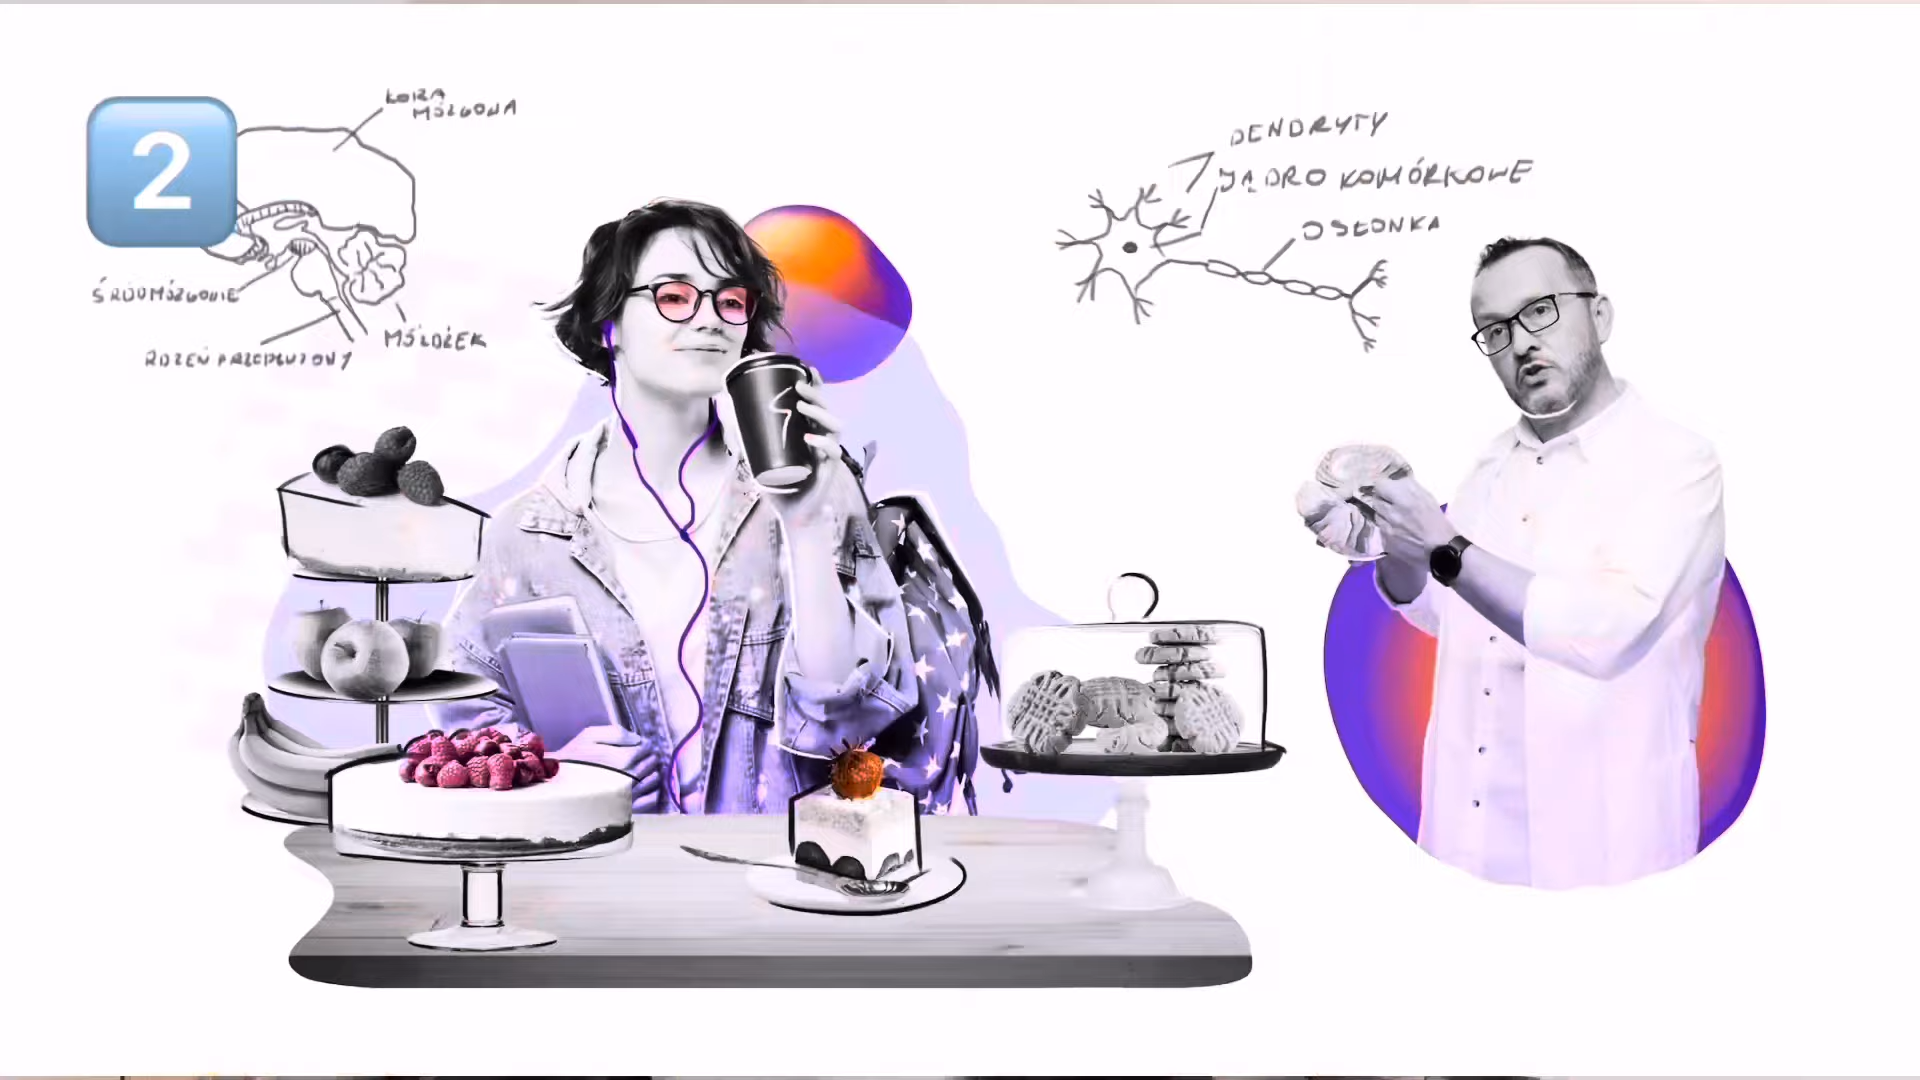 2
KORA
MÓZGOWA
ŚRÓDMÓZGOWIE
RDZEŃ PRZEDŁUŻONY
MÓŻDŻEK
DENDRYTY
JĄDRO KOMÓRKOWE
OSŁONKA